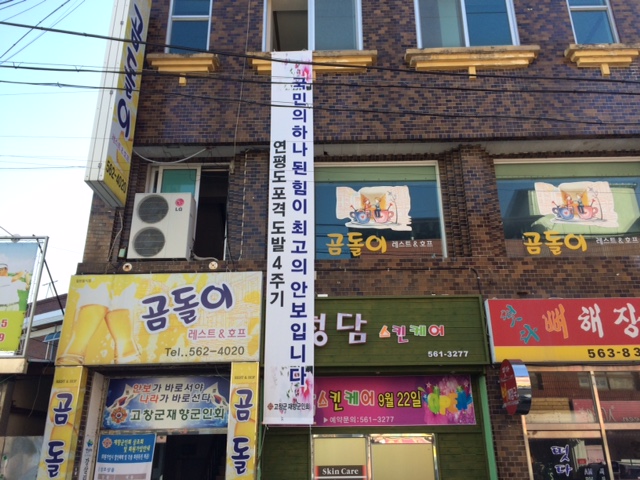 곰돌이
562-4020
국민의 하나 된 힘이 최고의 안보입니다
연평도 포격 도발 4주기
고창군재향군인회
LG
곰돌이
레스트 & 호프
곰돌이
레스트 & 호프
곰돌이
레스트 & 호프
Tel..562-4020
안보가 바로서야
나라가 바로선다
고창군재향군인회
곰돌
곰돌
정담 스킨케어
561-3277
스킨케어 9월 22일
예약문의:561-3277
Skin Care
뼈해장
563-83